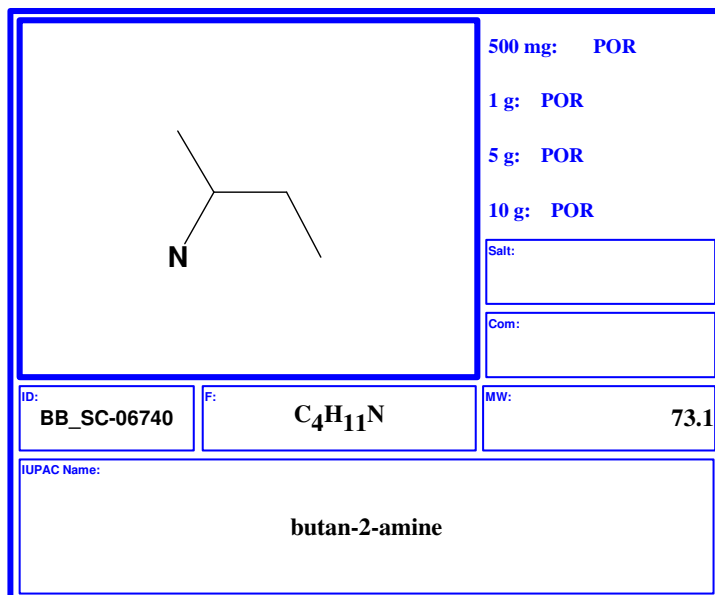 500 mg: POR
1 g: POR
5 g: POR
10 g: POR
N
Salt:
Com:
ID:
BB_SC-06740
F:
C4H11N
MW:
73.1
IUPAC Name:
butan-2-amine